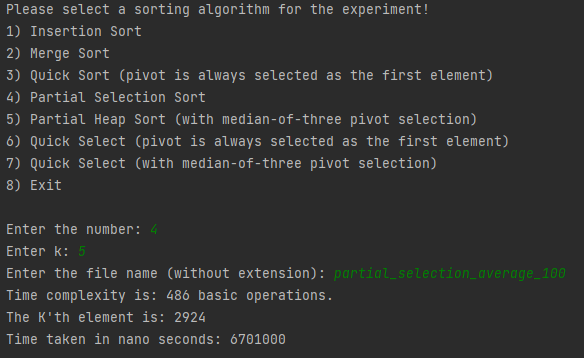 Please select a sorting algorithm for the experiment!
1) Insertion Sort
2) Merge Sort
3) Quick Sort (pivot is always selected as the first element)
4) Partial Selection Sort
5) Partial Heap Sort (with median-of-three pivot selection)
6) Quick Select (pivot is always selected as the first element)
7) Quick Select (with median-of-three pivot selection)
8) Exit
Enter the number: 4
Enter k: 5
Enter the file name (without extension): partial_selection_average_100
Time complexity is: 486 basic operations.
The K'th element is: 2924
Time taken in nano seconds: 6701000